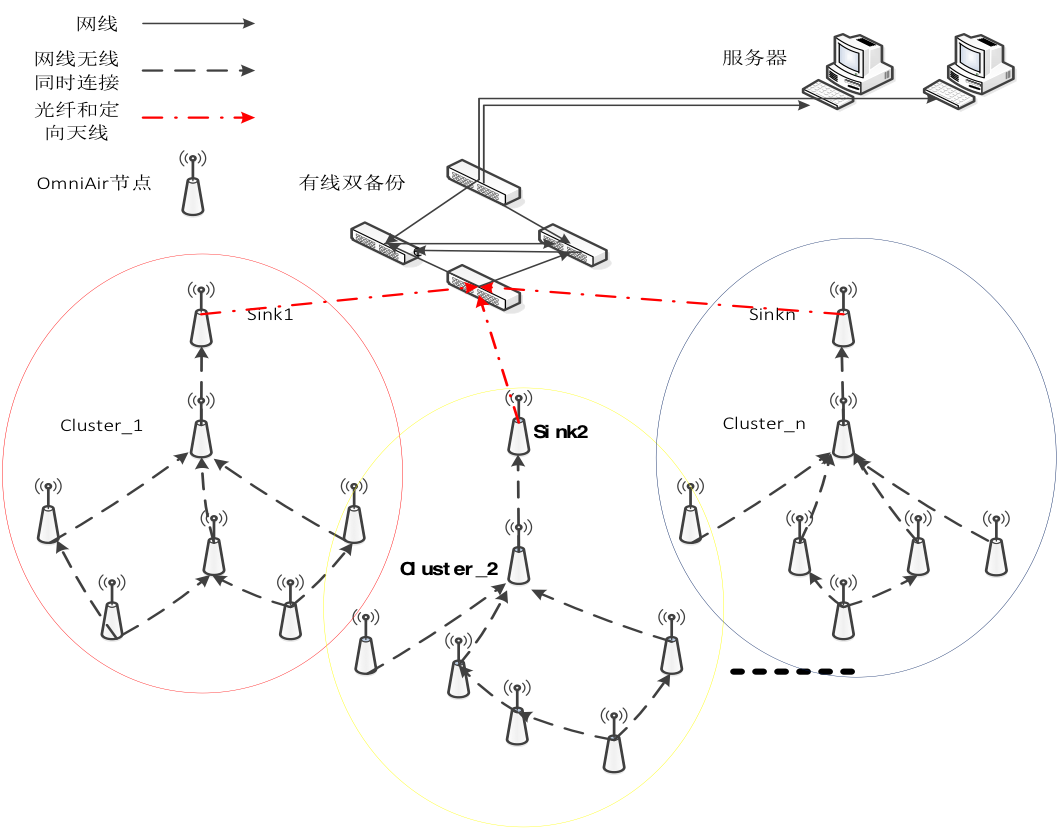 网线
网线无线
同时连接
光纤和定
向天线
OmniAir节点
服务器
有线双备份
Sink1
Sinkn
Cluster_1
Cluster_n
Sink2
Cluster_2